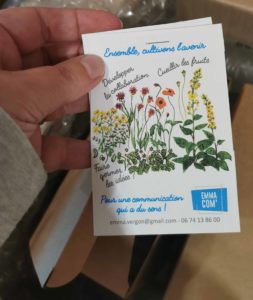 Ensemble, cultivons l'avenir
Développer
la collaboration
Cueillir les fruits
Faire
germer
les idées !
Pour une communication
qui a du sens !
EMMA
COM'
emma.vergon@gmail.com - 06 74 13 86 00